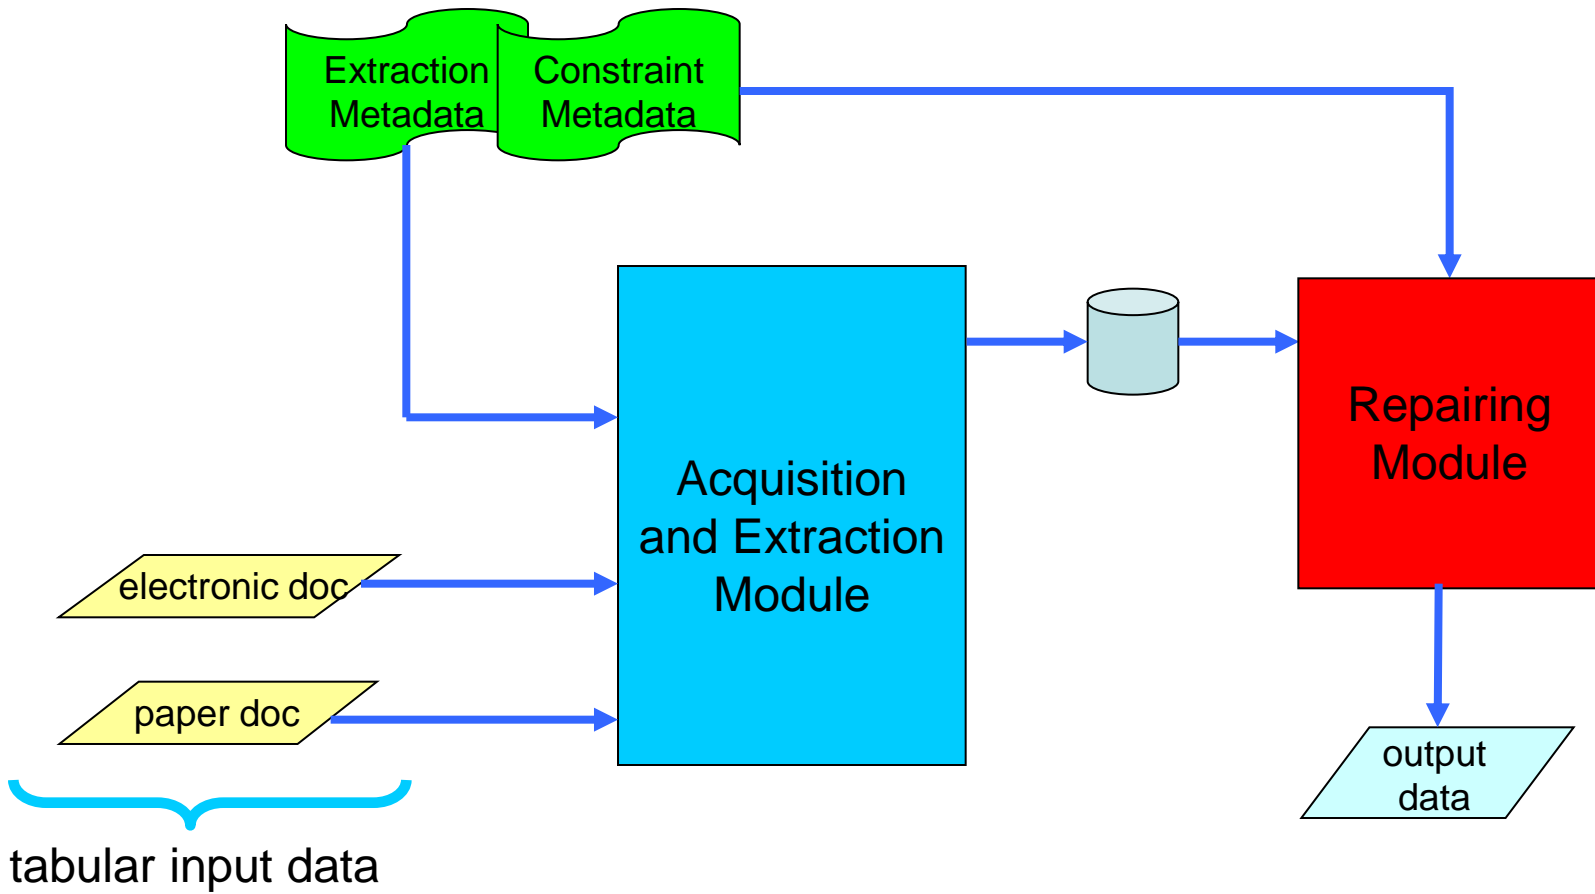 Extraction
Metadata
Constraint
Metadata
Acquisition
and Extraction
Module
Repairing
Module
electronic doc
paper doc
output
data
tabular input data